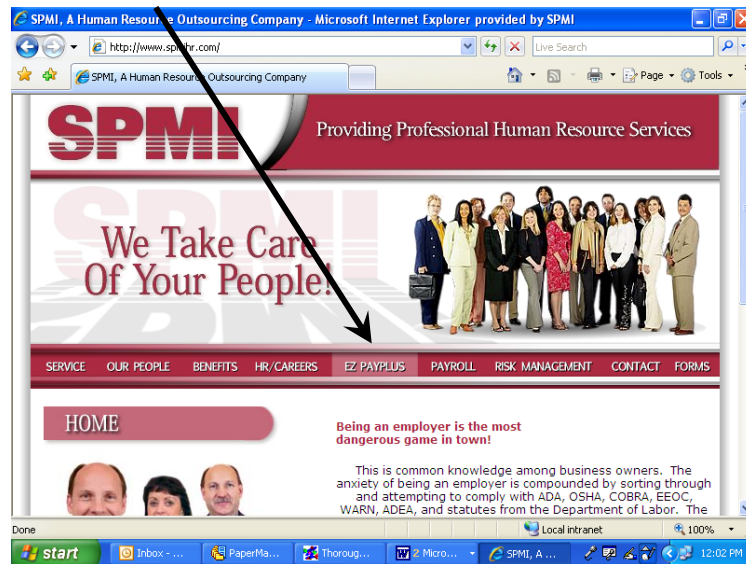 SPMI, A Human Resource Outsourcing Company - Microsoft Internet Explorer provided by SPMI
http://www.spmihr.com/
Live Search
SPMI, A Human Resource Outsourcing Company
Page
Tools
SPMI
Providing Professional Human Resource Services
We Take Care
Of Your People!
SERVICE OUR PEOPLE BENEFITS HR/CAREERS EZ PAYPLUS PAYROLL RISK MANAGEMENT CONTACT FORMS
HOME
Being an employer is the most
dangerous game in town!
This is common knowledge among business owners. The
anxiety of being an employer is compounded by sorting through
and attempting to comply with ADA, OSHA, COBRA, EEOC,
WARN, ADEA, and statutes from the Department of Labor. The
Done
Local intranet
100%
start
Inbox - ...
PaperMa...
Thoroug...
2 Micro...
SPMI, A ...
12:02 PM